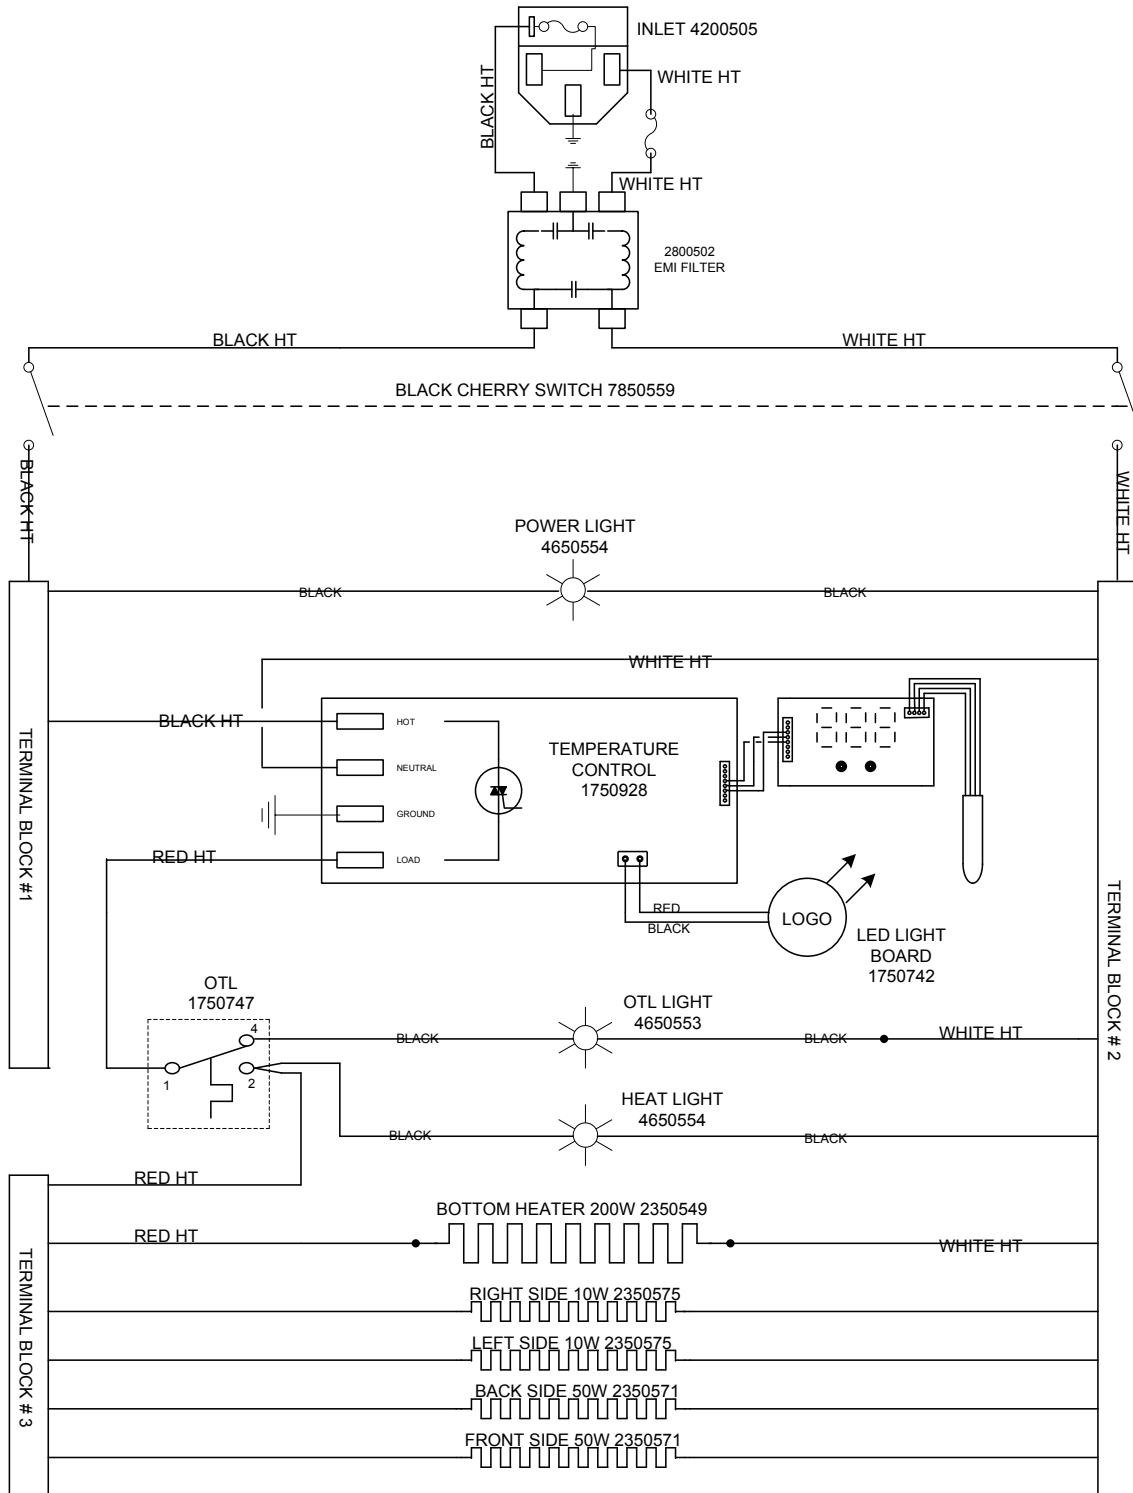 INLET 4200505
BLACK HT
WHITE HT
WHITE HT
2800502
EMI FILTER
BLACK HT
WHITE HT
BLACK CHERRY SWITCH 7850559
BLACK HT
WHITE HT
POWER LIGHT
4650554
BLACK
BLACK
WHITE HT
BLACK HT
HOT
NEUTRAL
GROUND
LOAD
TEMPERATURE
CONTROL
1750928
RED HT
TERMINAL BLOCK #1
RED
BLACK
LOGO
LED LIGHT
BOARD
1750742
TERMINAL BLOCK # 2
OTL
1750747
4
1
2
OTL LIGHT
4650553
BLACK
BLACK
WHITE HT
HEAT LIGHT
4650554
BLACK
BLACK
RED HT
BOTTOM HEATER 200W 2350549
RED HT
WHITE HT
TERMINAL BLOCK # 3
RIGHT SIDE 10W 2350575
LEFT SIDE 10W 2350575
BACK SIDE 50W 2350571
FRONT SIDE 50W 2350571